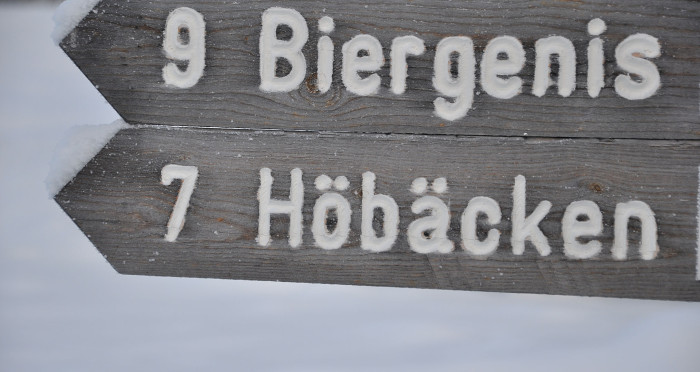 9 Biergenis
7 Höbäcken